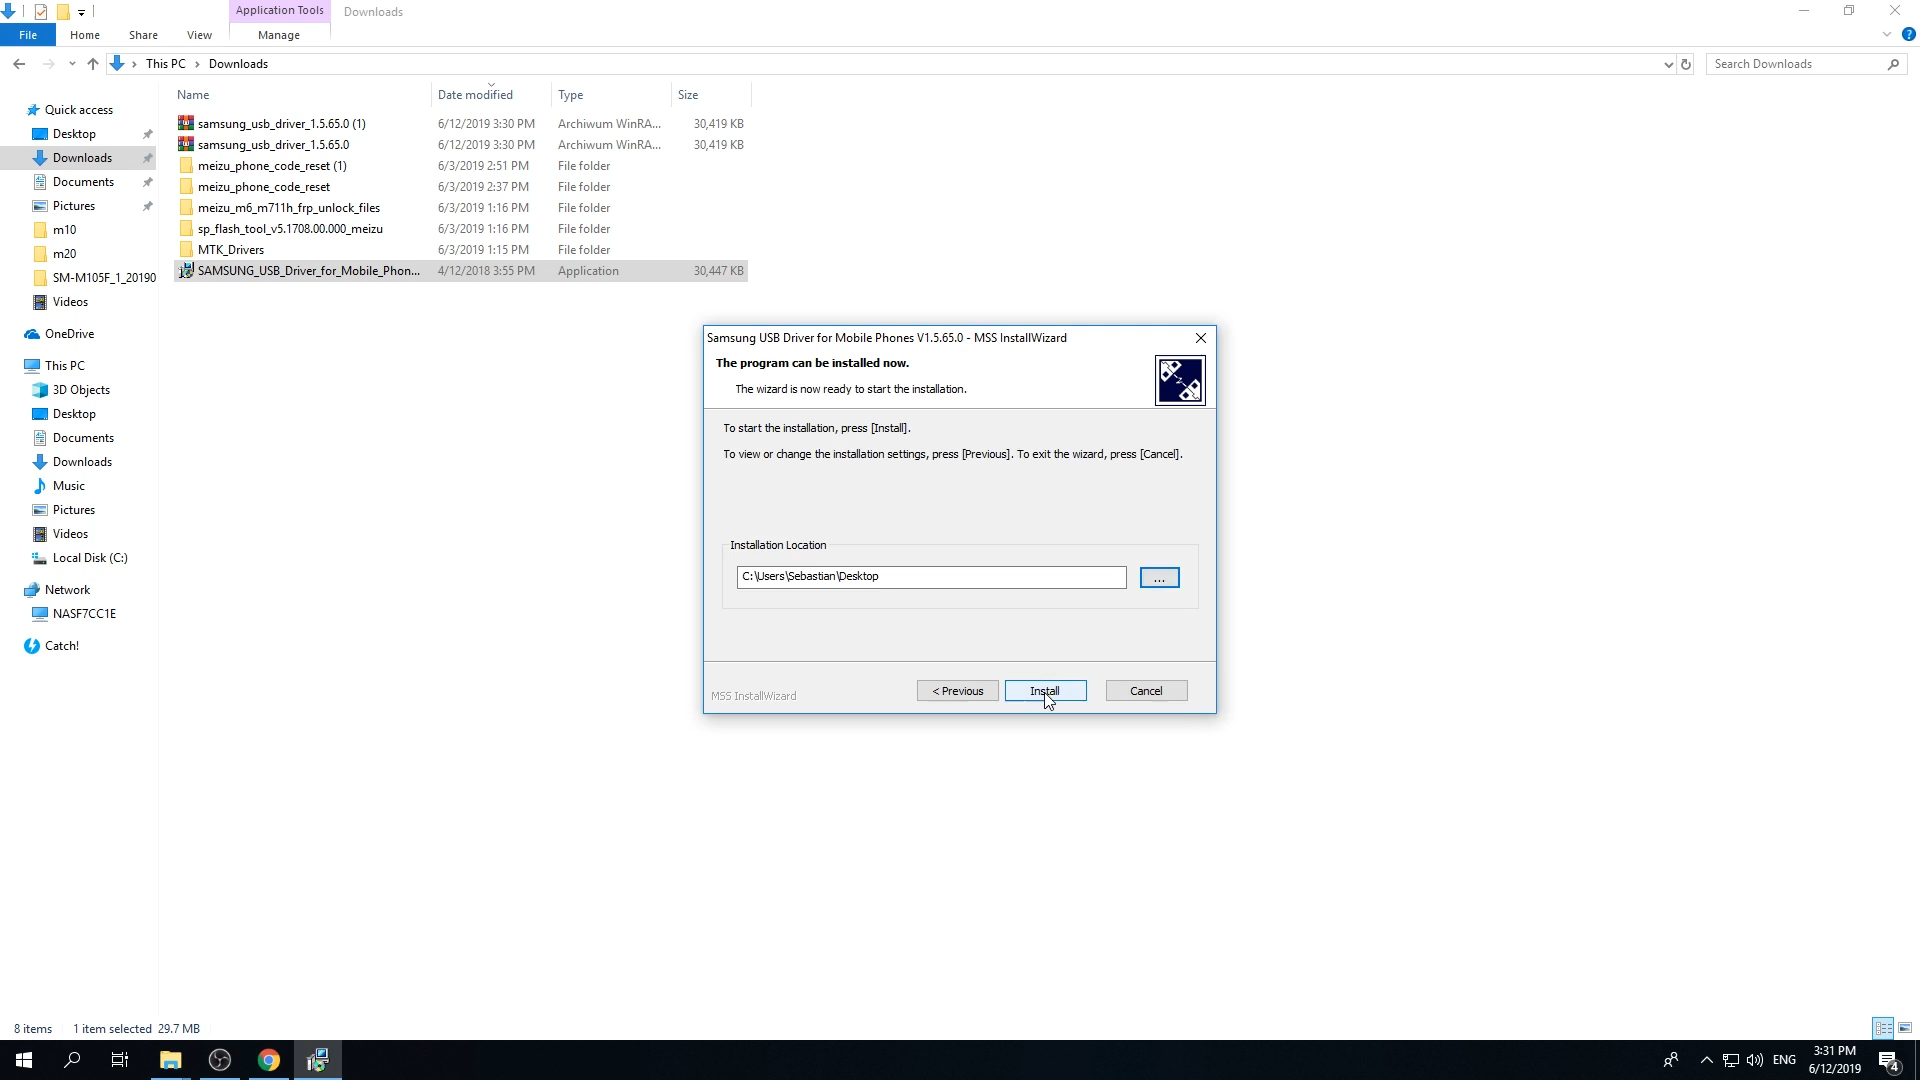 Application Tools
Downloads
File
Home
Share
View
Manage
This PC
Downloads
Search Downloads
Quick access
Desktop
Downloads
Documents
Pictures
m10
m20
SM-M105F_1_20190
Videos
OneDrive
This PC
3D Objects
Desktop
Documents
Downloads
Music
Pictures
Videos
Local Disk (C:)
Network
NASF7CC1E
Catch!
Name Date modified Type Size
samsung_usb_driver_1.5.65.0 (1) 6/12/2019 3:30 PM Archiwum WinRA... 30,419 KB
samsung_usb_driver_1.5.65.0 6/12/2019 3:30 PM Archiwum WinRA... 30,419 KB
meizu_phone_code_reset (1) 6/3/2019 2:51 PM File folder
meizu_phone_code_reset 6/3/2019 2:37 PM File folder
meizu_m6_m711h_frp_unlock_files 6/3/2019 1:16 PM File folder
sp_flash_tool_v5.1708.00.000_meizu 6/3/2019 1:16 PM File folder
MTK_Drivers 6/3/2019 1:15 PM File folder
SAMSUNG_USB_Driver_for_Mobile_Phon... 4/12/2018 3:55 PM Application 30,447 KB
Samsung USB Driver for Mobile Phones V1.5.65.0 - MSS InstallWizard
The program can be installed now.
The wizard is now ready to start the installation.
To start the installation, press [Install].
To view or change the installation settings, press [Previous]. To exit the wizard, press [Cancel].
Installation Location
C:\Users\Sebastian\Desktop
...
MSS InstallWizard
< Previous
Install
Cancel
8 items 1 item selected 29.7 MB
ENG
3:31 PM
6/12/2019
4